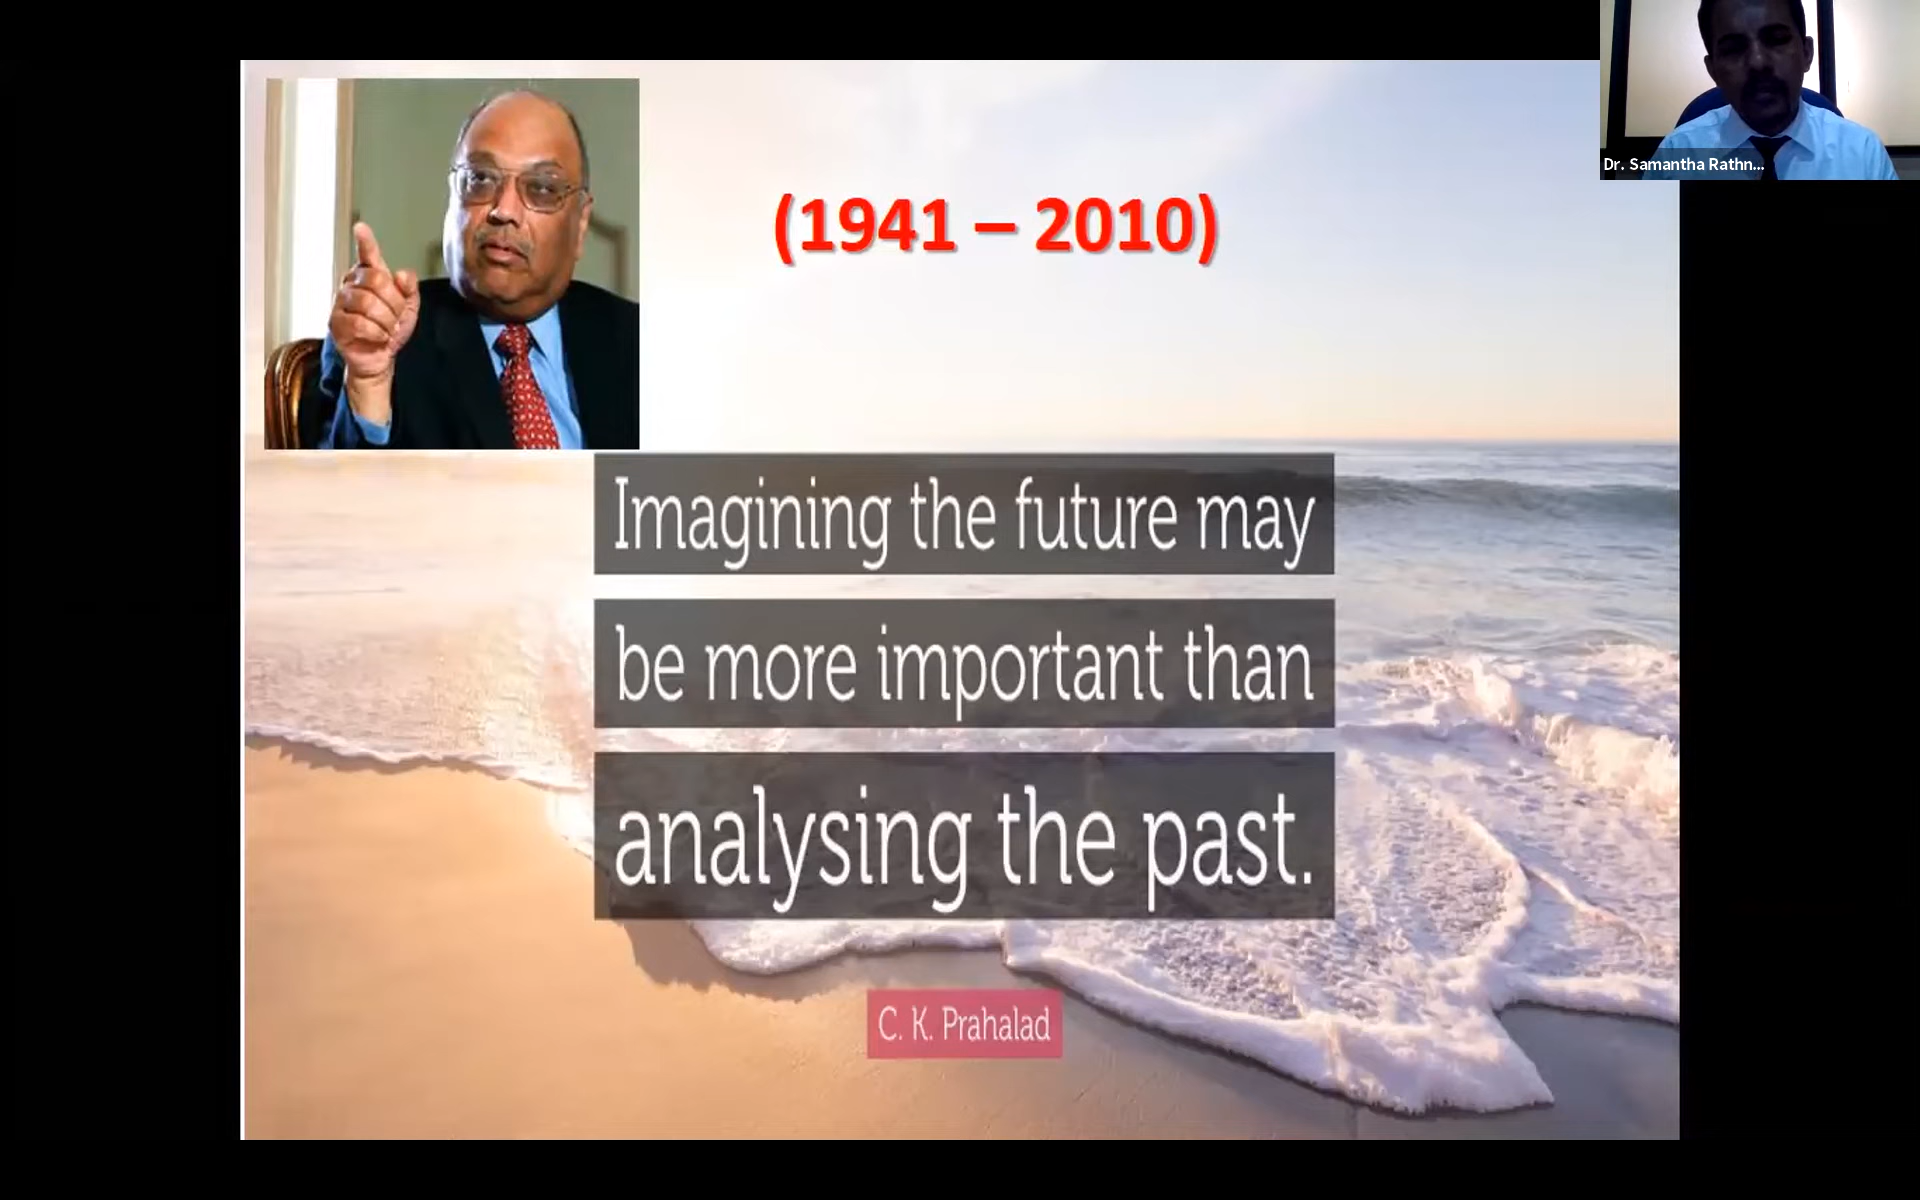 Dr. Samantha Rathn...
(1941 – 2010)
Imagining the future may
be more important than
analysing the past.
C. K. Prahalad